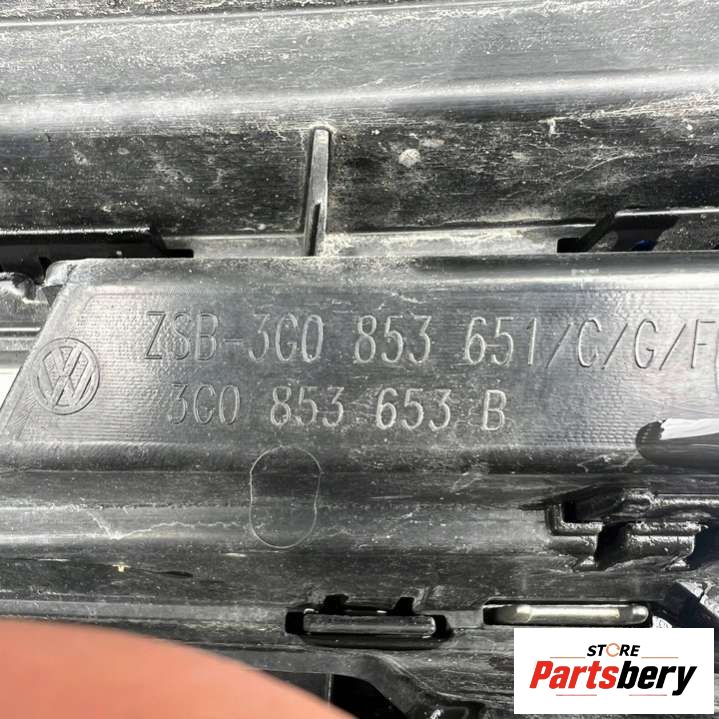 ZSB-3G0 853 651/C/G/F
3G0 853 653 B
STORE
Partsbery